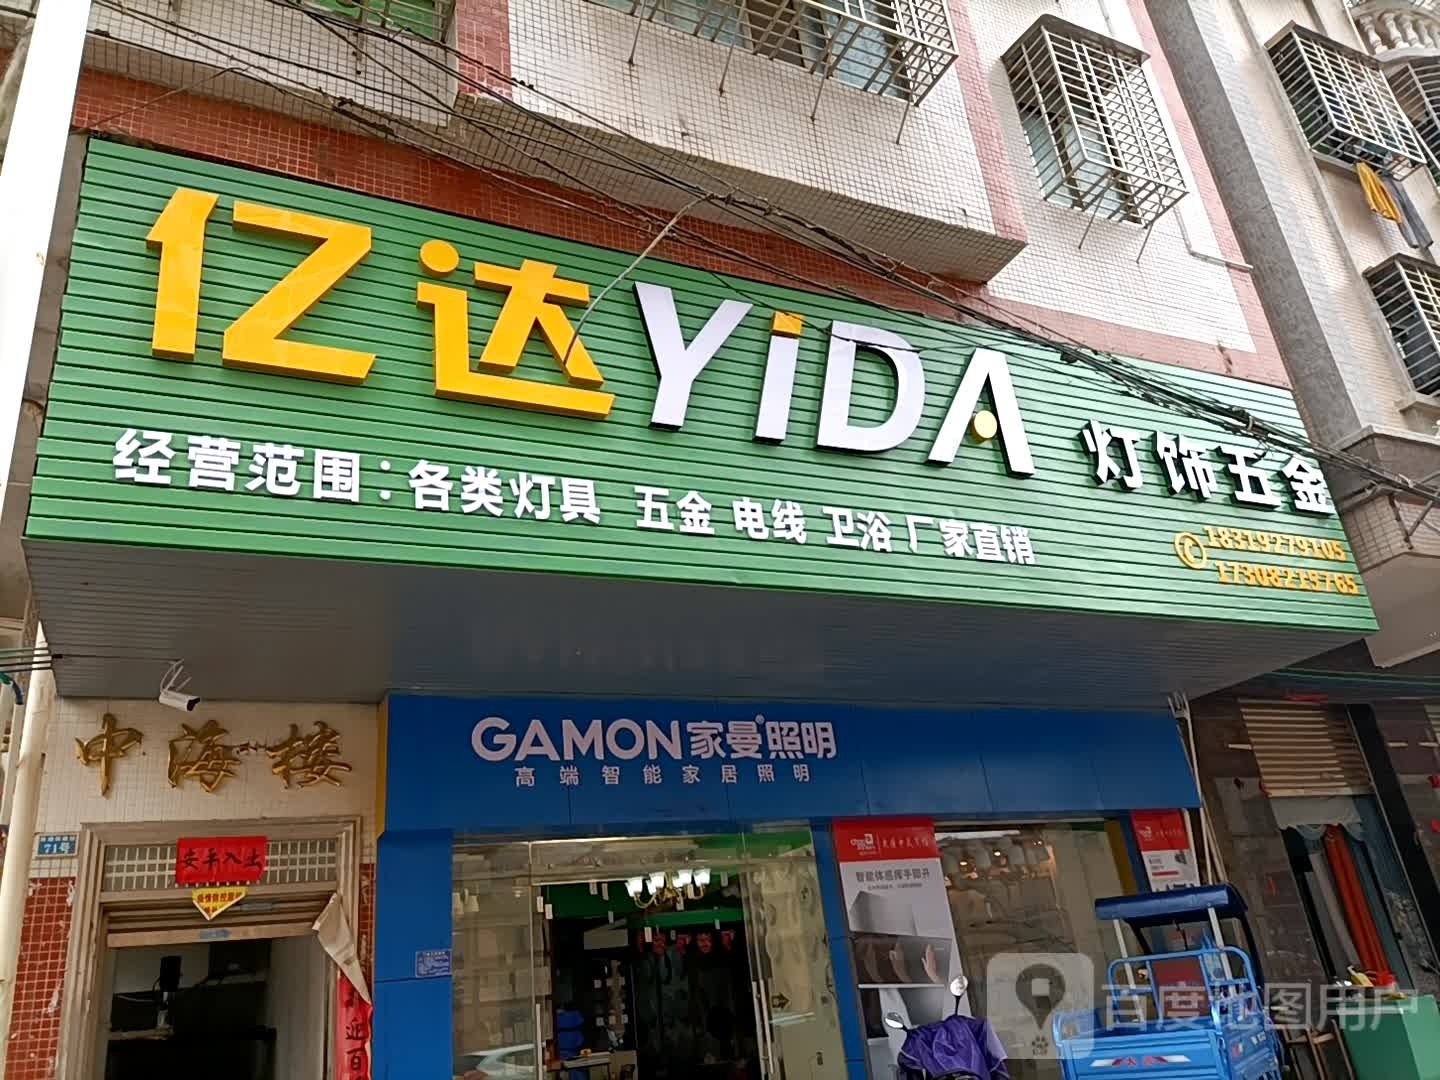 亿达YiDA 灯饰五金
经营范围：各类灯具 五金 电线 卫浴 厂家直销
18319279105
17308215765
GAMON家曼照明
高端智能家居照明
中海楼
71号
安平入土
智能体感挥手即开
百度地图用户